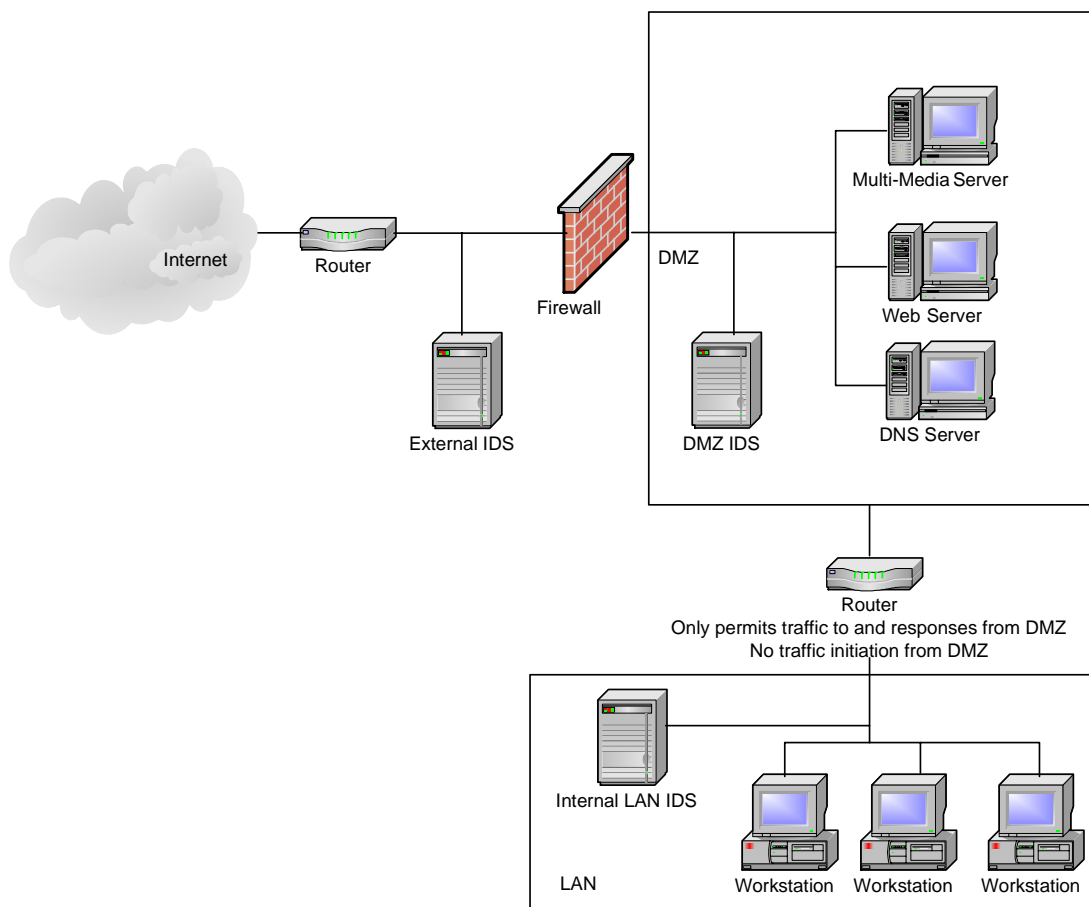 Multi-Media Server
Internet
Router
DMZ
Firewall
Web Server
External IDS
DMZ IDS
DNS Server
Router
Only permits traffic to and responses from DMZ
No traffic initiation from DMZ
Internal LAN IDS
LAN
Workstation
Workstation
Workstation